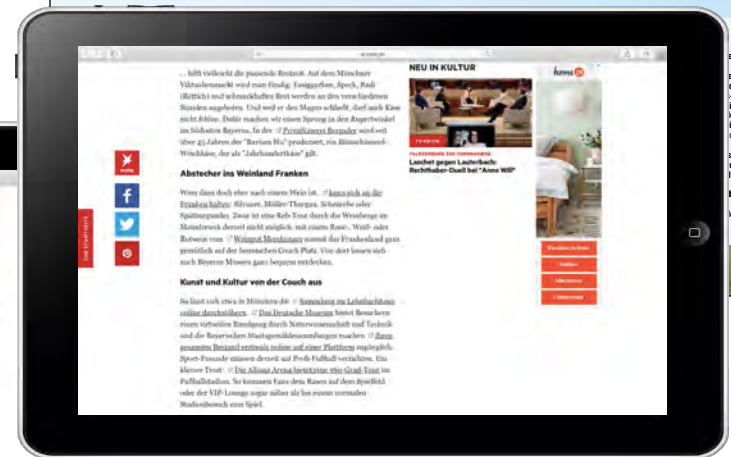 ... hilft vielleicht die passende Brotzeit. Auf dem Münchner
Viktualienmarkt wird man fündig: Essiggurken, Speck, Radi
(Rettich) und schmackhaftes Brot werden an den verschiedenen
Standen angeboten. Und weil er den Magen schließt, darf auch Käse
nicht fehlen. Dafür machen wir einen Sprung in den Rupertiwinkel
im Südosten Bayerns. In der Privatkäserei Bergader wird seit
über 45 Jahren der "Bavaria blu" produziert, ein Blauschimmel-
Weichkäse, der als "Jahrhundertkäse" gilt.
Abstecher ins Weinland Franken
Wem dann doch eher nach einem Wein ist, kann sich an die
Franken halten: Silvaner, Müller-Thurgau, Scheurebe oder
Spätburgunder. Zwar ist eine Reb-Tour durch die Weinberge im
Maindreieck derzeit nicht möglich, mit einem Rosé-, Weiß- oder
Rotwein vom Weingut Meintzinger nimmt das Frankenland ganz
gemütlich auf der heimischen Couch Platz. Von dort lassen sich
auch Bayerns Museen ganz bequem entdecken.
Kunst und Kultur von der Couch aus
So lässt sich etwa in München die Sammlung im Lenbachhaus
online durchstöbern. Das Deutsche Museum bietet Besuchern
einen virtuellen Rundgang durch Naturwissenschaft und Technik
und die Bayerischen Staatsgemäldesammlungen machen ihren
gesamten Bestand erstmals online auf einer Plattform zugänglich.
Sport-Freunde müssen derzeit auf Profi-Fußball verzichten. Ein
kleiner Trost: Die Allianz Arena bietet eine 360-Grad-Tour im
Fußballstadion. So kommen Fans dem Rasen auf dem Spielfeld
oder der VIP-Lounge sogar näher als bei einem normalen
Stadionbesuch zum Spiel.
ZUR STARTSEITE
NEU IN KULTUR
TALKSENDUNG ZUR CORONAKRISE
Laschet gegen Lauterbach:
Rechthaber-Duell bei "Anne Will"
home24